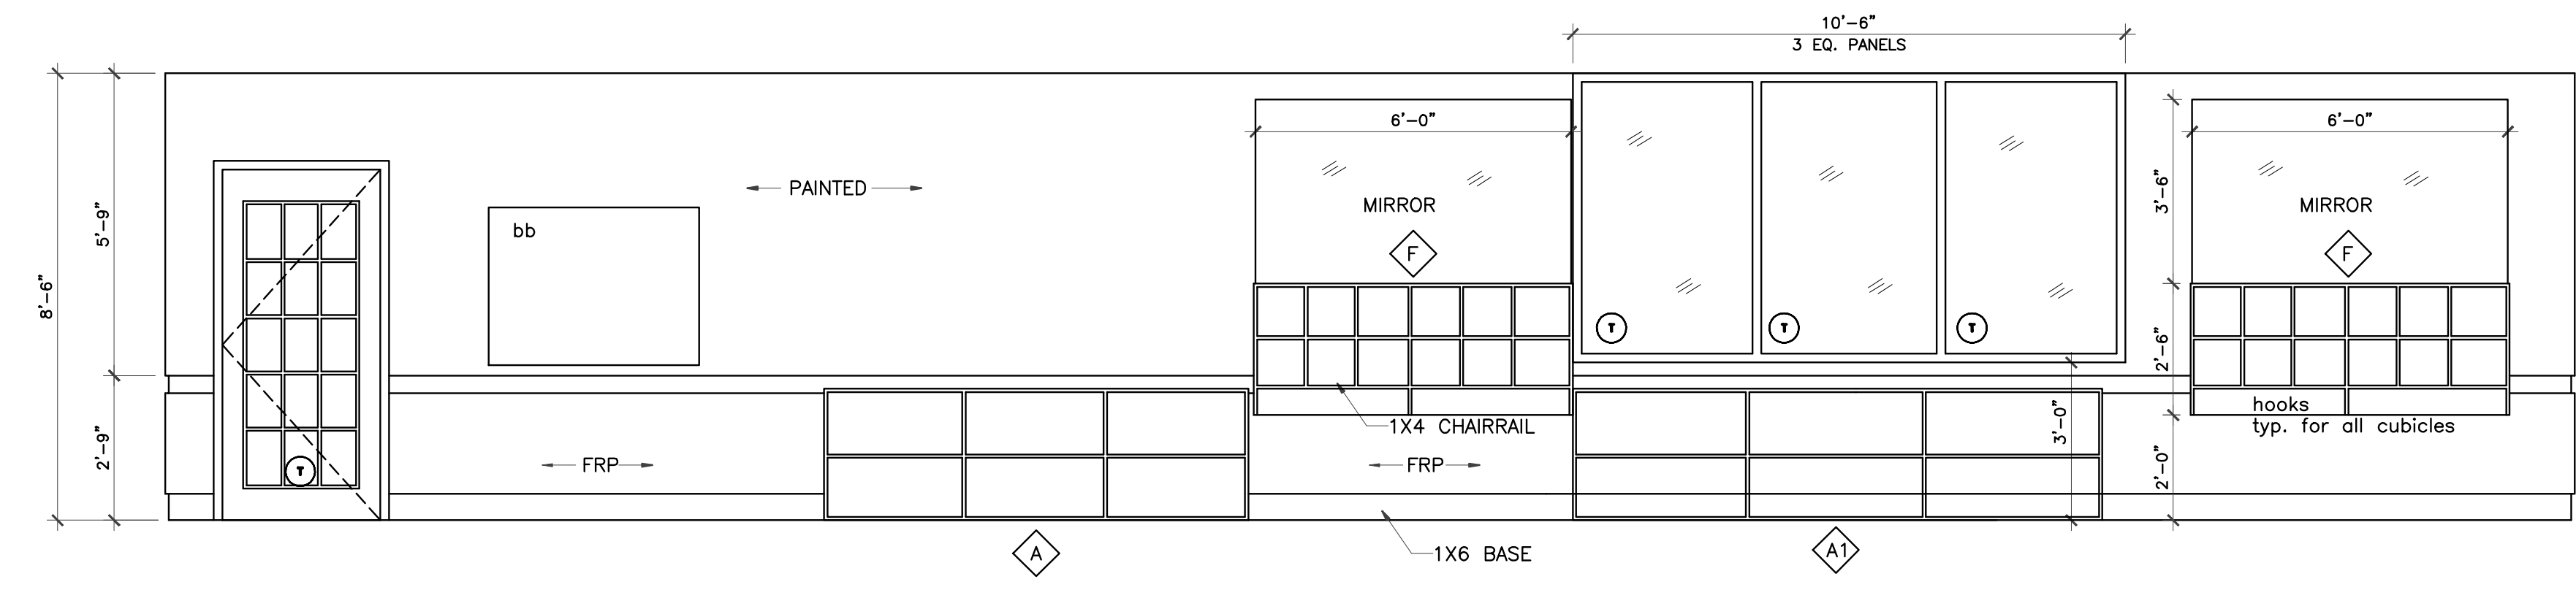 10'-6"
3 EQ. PANELS
6'-0"
6'-0"
PAINTED
MIRROR
MIRROR
3'-6"
5'-9"
bb
F
F
8'-6"
T
T
T
2'-6"
hooks
typ. for all cubicles
1X4 CHAIRRAIL
3'-0"
2'-9"
FRP
FRP
T
2'-0"
A
1X6 BASE
A1